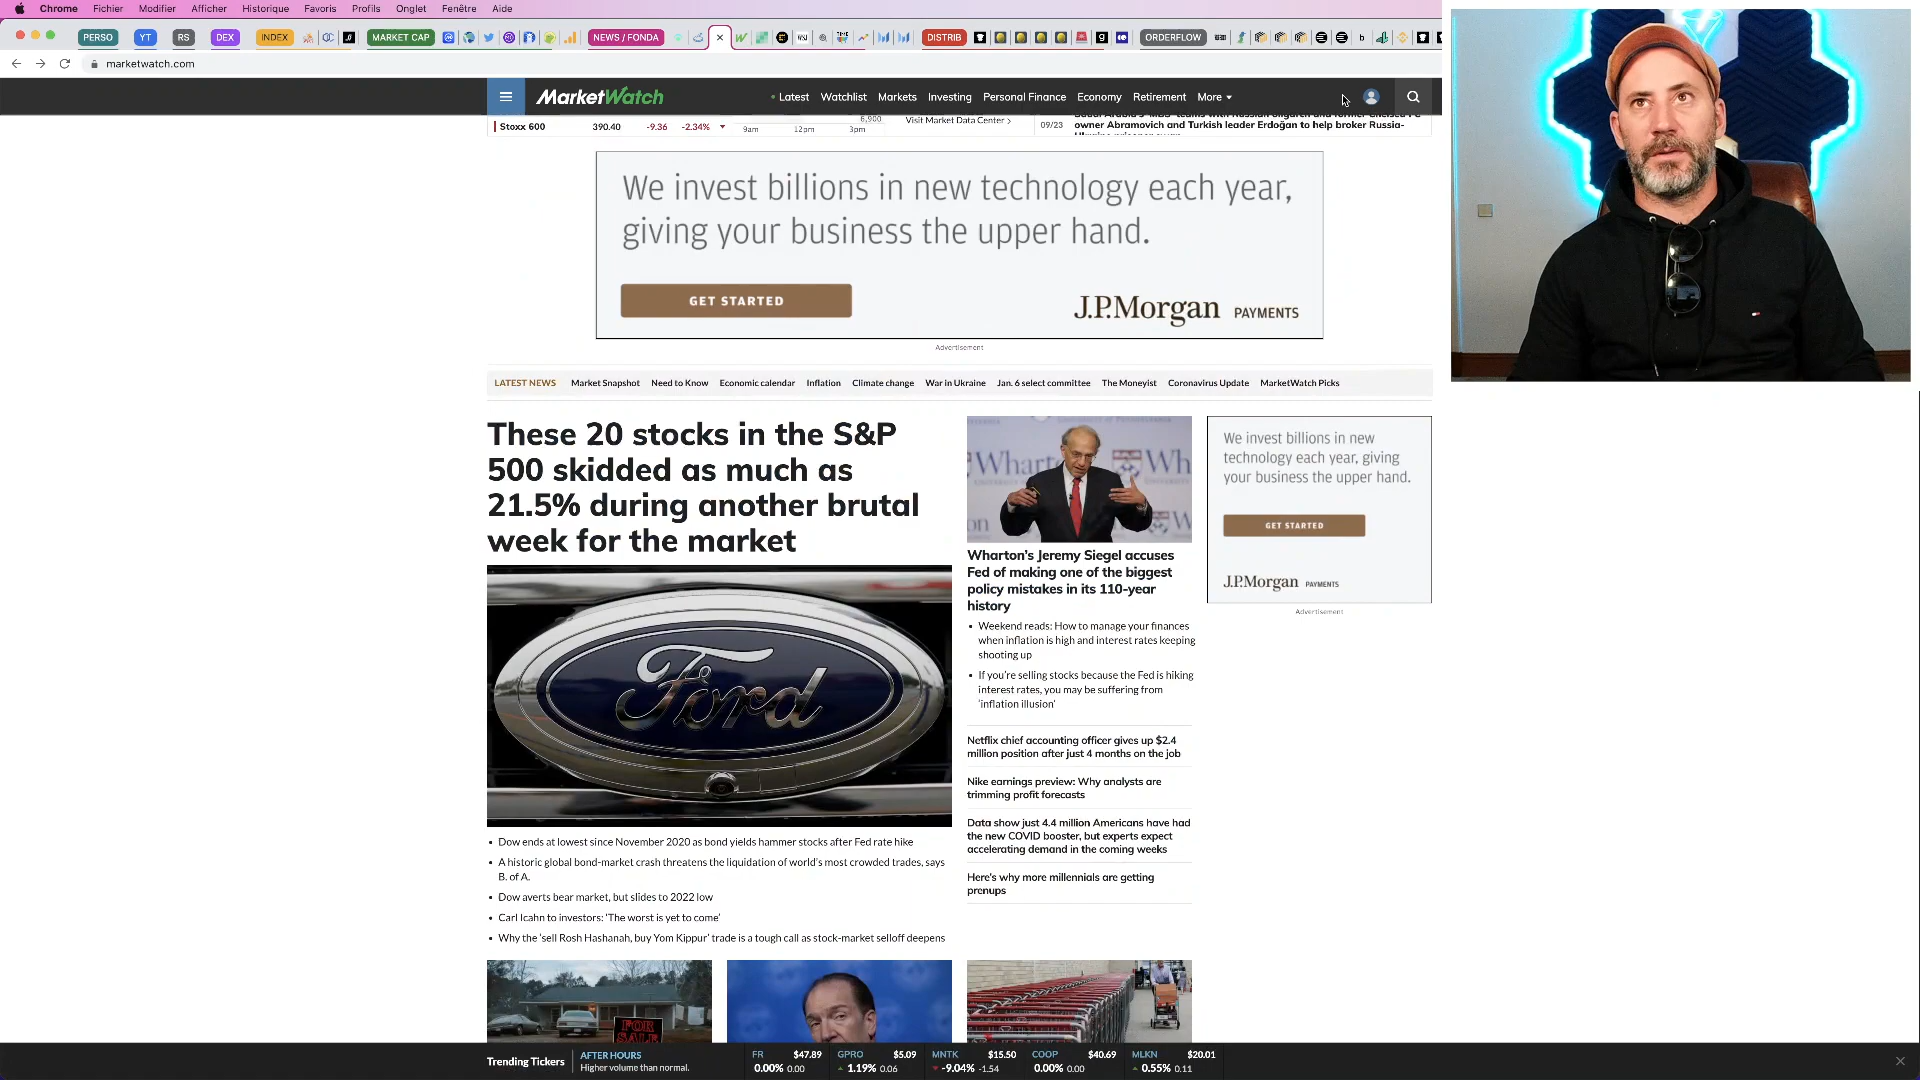 Chrome Fichier Modifier Afficher Historique Favoris Profils Onglet Fenêtre Aide
PERSO YT RS DEX INDEX MARKET CAP NEWS / FONDA DISTRIB ORDERFLOW
marketwatch.com
MarketWatch Latest Watchlist Markets Investing Personal Finance Economy Retirement More
Stoxx 600 390.40 -9.36 -2.34%
6,900
9am 12pm 3pm
Visit Market Data Center >
09/23
owner Abramovich and Turkish leader Erdoğan to help broker Russia-
We invest billions in new technology each year,
giving your business the upper hand.
GET STARTED
J.P.Morgan PAYMENTS
Advertisement
LATEST NEWS Market Snapshot Need to Know Economic calendar Inflation Climate change War in Ukraine Jan. 6 select committee The Moneyist Coronavirus Update MarketWatch Picks
These 20 stocks in the S&P
500 skidded as much as
21.5% during another brutal
week for the market
Ford
• Dow ends at lowest since November 2020 as bond yields hammer stocks after Fed rate hike
• A historic global bond-market crash threatens the liquidation of world's most crowded trades, says
B. of A.
• Dow averts bear market, but slides to 2022 low
• Carl Icahn to investors: 'The worst is yet to come'
• Why the 'sell Rosh Hashanah, buy Yom Kippur' trade is a tough call as stock-market selloff deepens
FOR
SALE
Wharton
Wharton's Jeremy Siegel accuses
Fed of making one of the biggest
policy mistakes in its 110-year
history
• Weekend reads: How to manage your finances
when inflation is high and interest rates keeping
shooting up
• If you're selling stocks because the Fed is hiking
interest rates, you may be suffering from
'inflation illusion'
Netflix chief accounting officer gives up $2.4
million position after just 4 months on the job
Nike earnings preview: Why analysts are
trimming profit forecasts
Data show just 4.4 million Americans have had
the new COVID booster, but experts expect
accelerating demand in the coming weeks
Here's why more millennials are getting
prenups
We invest billions in new
technology each year, giving
your business the upper hand.
GET STARTED
J.P.Morgan PAYMENTS
Advertisement
Trending Tickers
AFTER HOURS
Higher volume than normal.
FR $47.89
0.00% 0.00
GPRO $5.09
1.19% 0.06
MNTK $15.50
-9.04% -1.54
COOP $40.69
0.00% 0.00
MLKN $20.01
0.55% 0.11